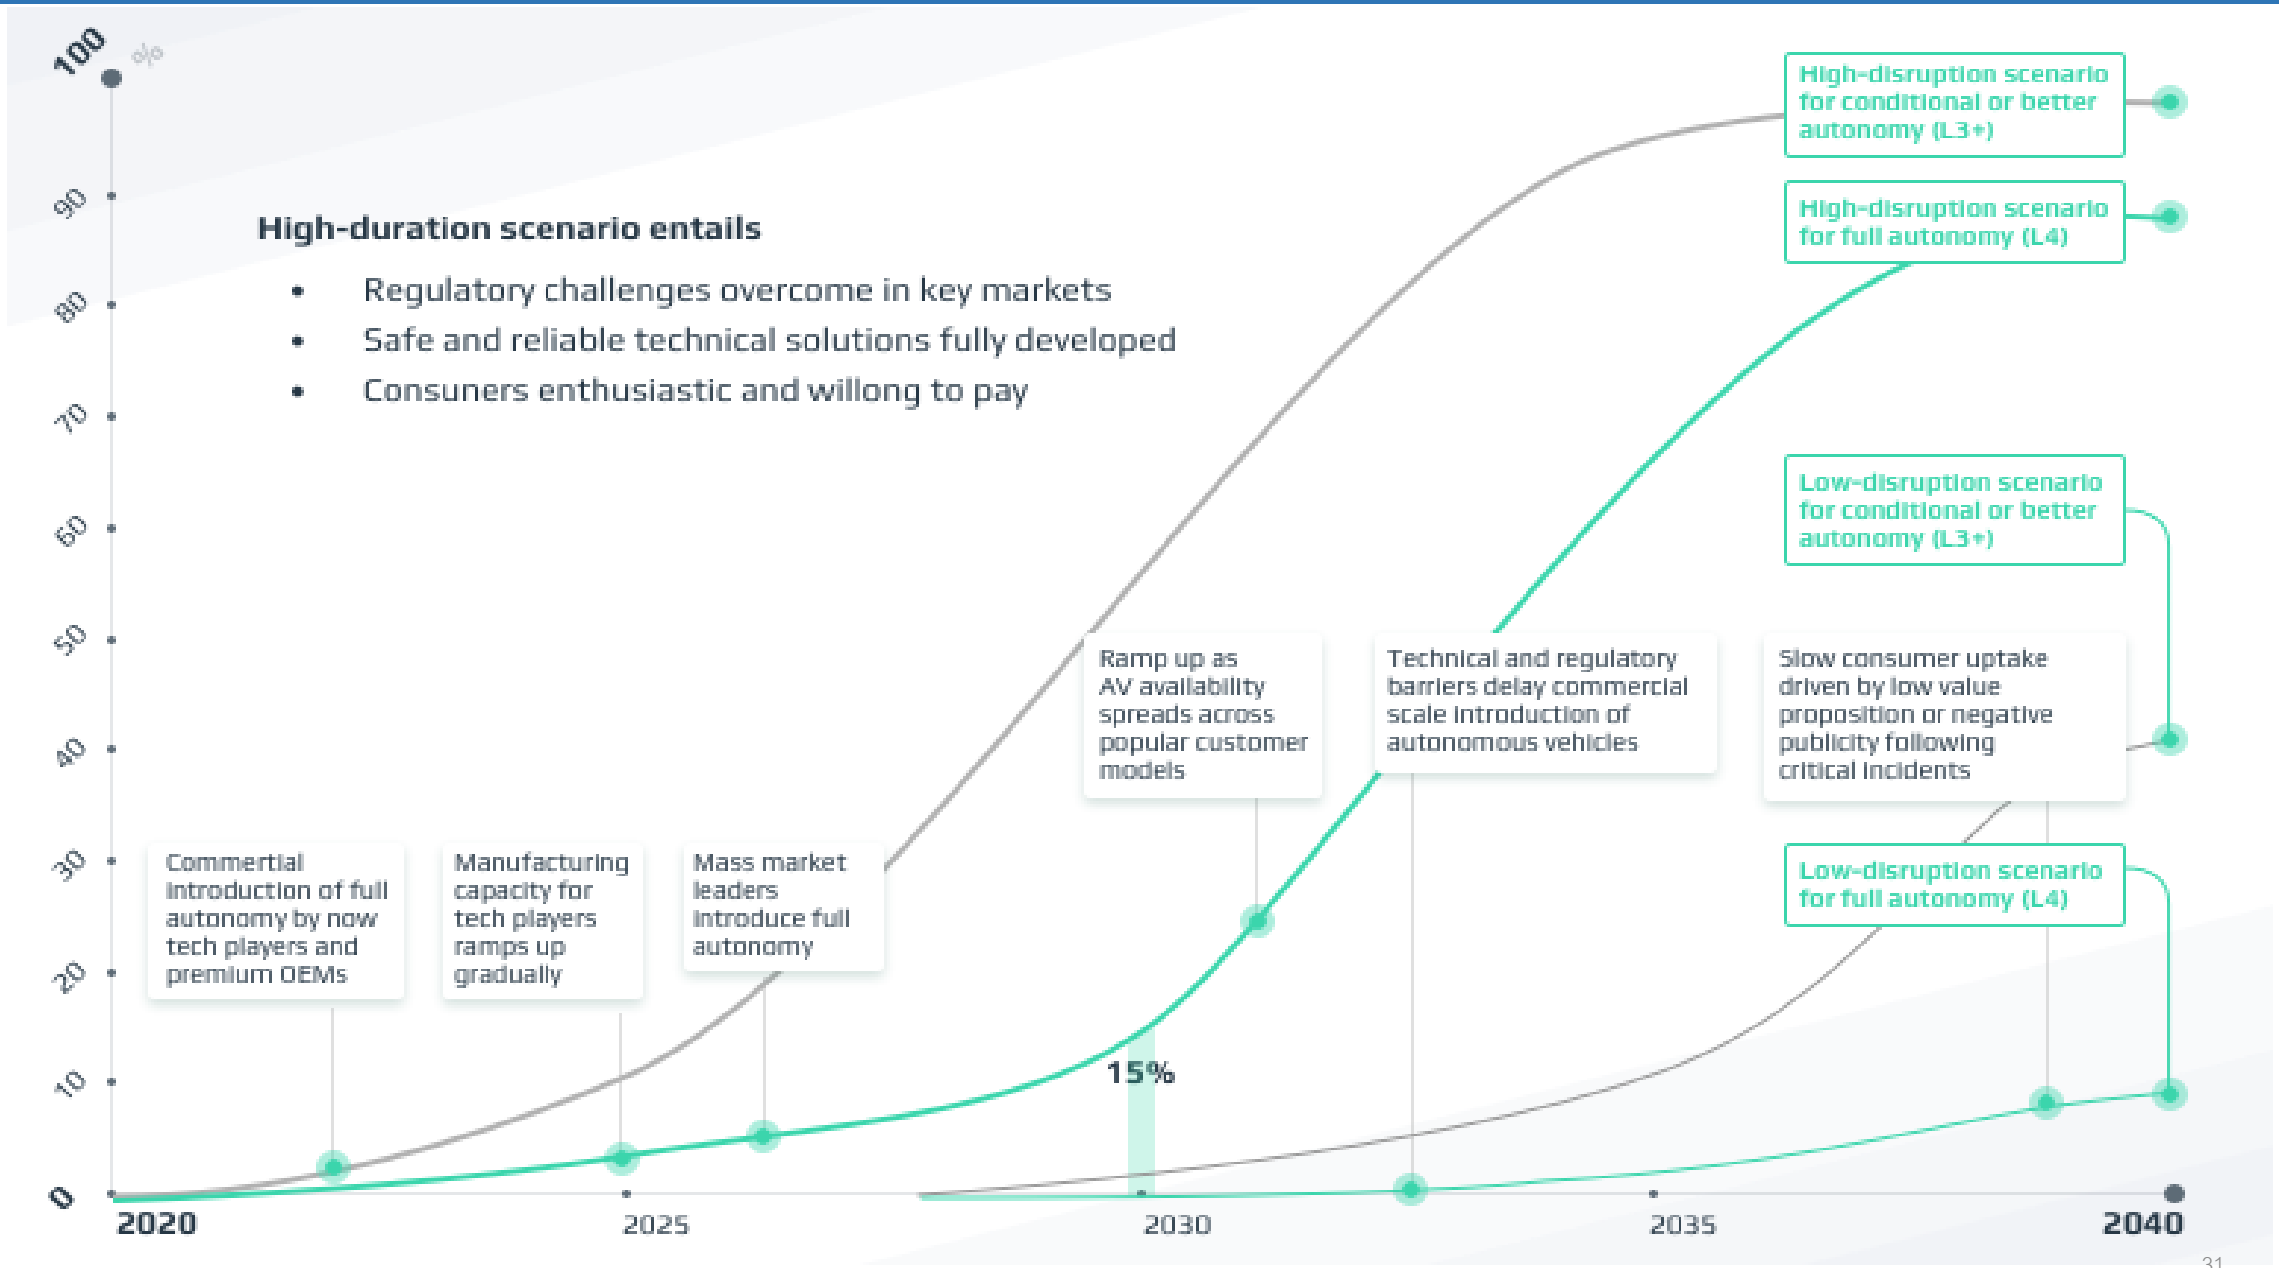 100
%
90
80
70
60
50
40
30
20
10
0
High-duration scenario entails
• Regulatory challenges overcome in key markets
• Safe and reliable technical solutions fully developed
• Consuners enthusiastic and willong to pay
High-disruption scenario
for conditional or better
autonomy (L3+)
High-disruption scenario
for full autonomy (L4)
Low-disruption scenario
for conditional or better
autonomy (L3+)
Commertial
introduction of full
autonomy by now
tech players and
premium OEMs
Manufacturing
capacity for
tech players
ramps up
gradually
Mass market
leaders
introduce full
autonomy
Ramp up as
AV availability
spreads across
popular customer
models
Technical and regulatory
barriers delay commercial
scale introduction of
autonomous vehicles
Slow consumer uptake
driven by low value
proposition or negative
publicity following
critical incidents
Low-disruption scenario
for full autonomy (L4)
15%
2020
2025
2030
2035
2040
31